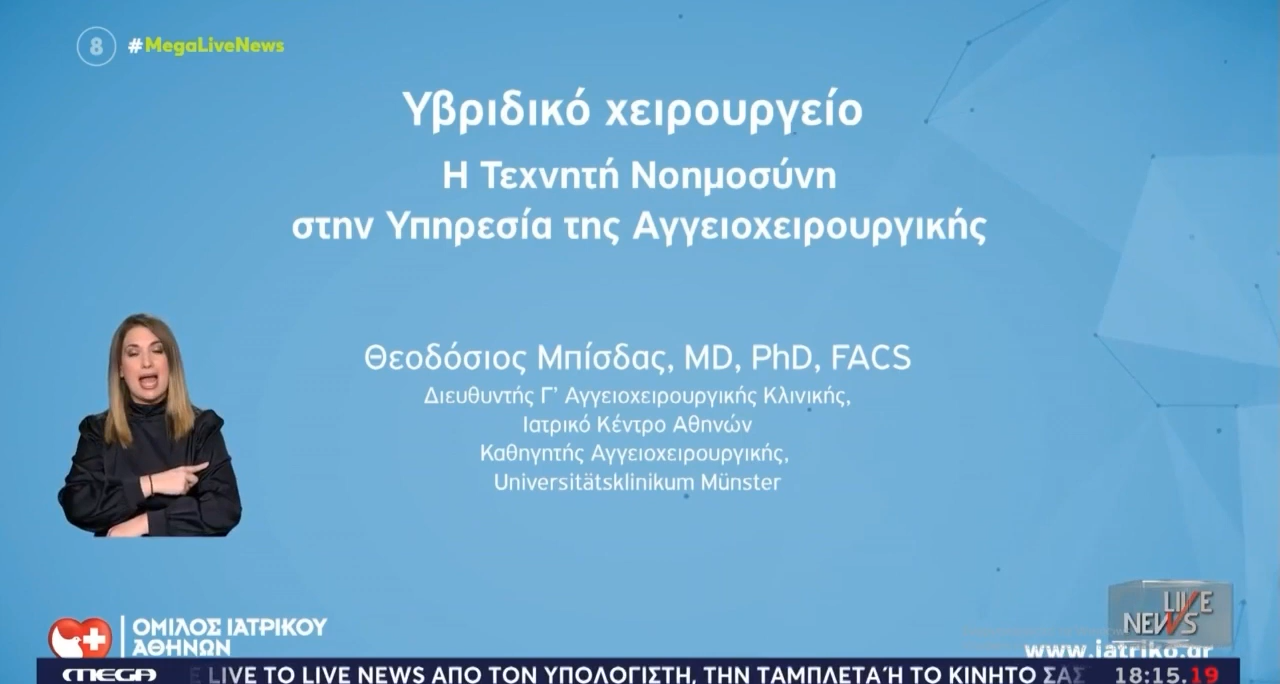 8 #MegaLiveNews
Υβριδικό χειρουργείο
Η Τεχνητή Νοημοσύνη
στην Υπηρεσία της Αγγειοχειρουργικής
Θεοδόσιος Μπίσδας, MD, PhD, FACS
Διευθυντής Γ' Αγγειοχειρουργικής Κλινικής,
Ιατρικό Κέντρο Αθηνών
Καθηγητής Αγγειοχειρουργικής,
Universitätsklinikum Münster
ΟΜΙΛΟΣ ΙΑΤΡΙΚΟΥ
ΑΘΗΝΩΝ
LIVE
NEWS
www.iatriko.gr
MEGA E LIVE ΤΟ LIVE NEWS ΑΠΟ ΤΟΝ ΥΠΟΛΟΓΙΣΤΗ, ΤΗΝ ΤΑΜΠΛΕΤΑ Ή ΤΟ ΚΙΝΗΤΟ ΣΑΣ 18:15.19